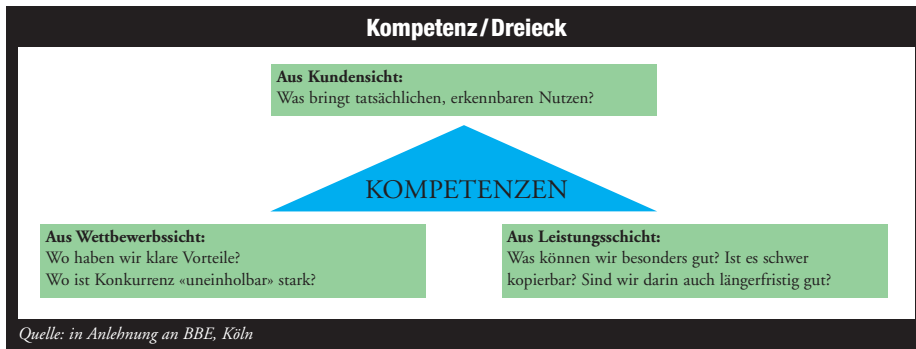 Kompetenz/Dreieck
Aus Kundensicht:
Was bringt tatsächlichen, erkennbaren Nutzen?
KOMPETENZEN
Aus Wettbewerbssicht:
Wo haben wir klare Vorteile?
Wo ist Konkurrenz «uneinholbar» stark?
Aus Leistungsschicht:
Was können wir besonders gut? Ist es schwer
kopierbar? Sind wir darin auch längerfristig gut?
Quelle: in Anlehnung an BBE, Köln